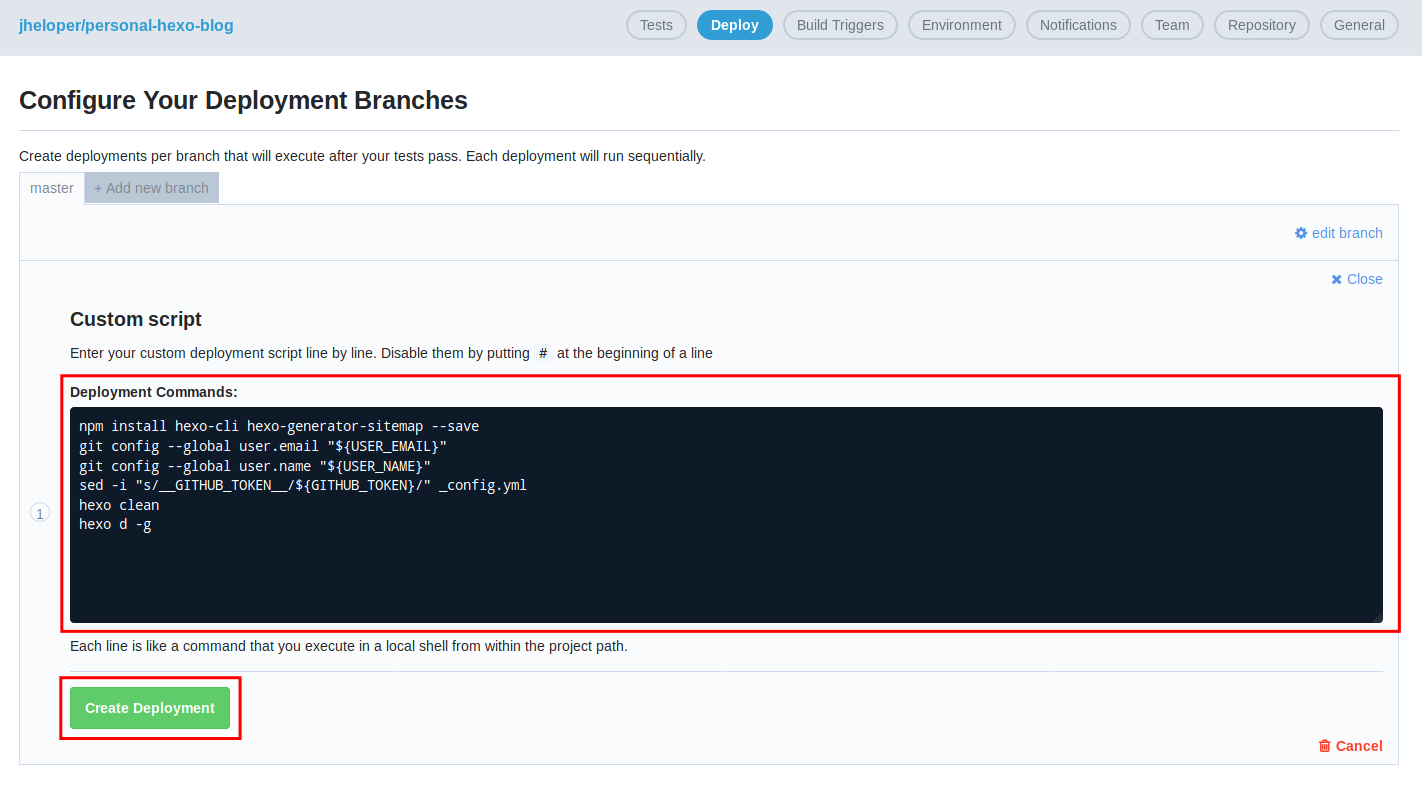 jheloper/personal-hexo-blog Tests Deploy Build Triggers Environment Notifications Team Repository General
Configure Your Deployment Branches
Create deployments per branch that will execute after your tests pass. Each deployment will run sequentially.
master + Add new branch
edit branch
Close
Custom script
Enter your custom deployment script line by line. Disable them by putting # at the beginning of a line
Deployment Commands:
npm install hexo-cli hexo-generator-sitemap --save
git config --global user.email "${USER_EMAIL}"
git config --global user.name "${USER_NAME}"
sed -i "s/__GITHUB_TOKEN__/${GITHUB_TOKEN}/" _config.yml
hexo clean
1
hexo d -g
Each line is like a command that you execute in a local shell from within the project path.
Create Deployment
Cancel